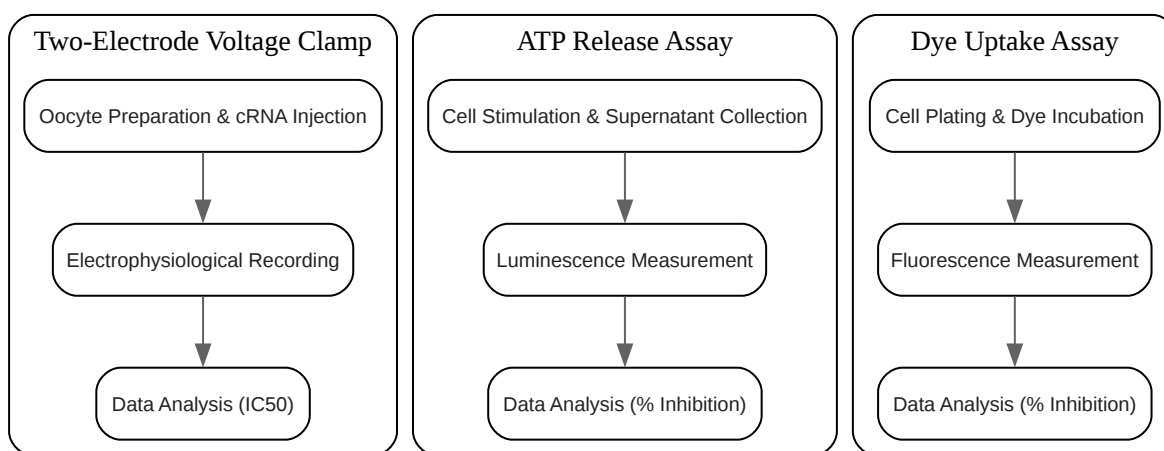 Two-Electrode Voltage Clamp
Oocyte Preparation & cRNA Injection
Electrophysiological Recording
Data Analysis (IC50)
ATP Release Assay
Cell Stimulation & Supernatant Collection
Luminescence Measurement
Data Analysis (% Inhibition)
Dye Uptake Assay
Cell Plating & Dye Incubation
Fluorescence Measurement
Data Analysis (% Inhibition)